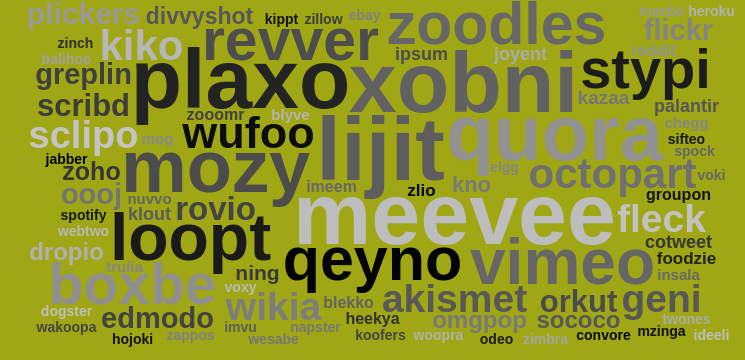 plickers divvyshot kippt zillow ebay zoodles mocho heroku
zinch kiko revver ipsum joyent flickr
balihoo reddit
greplin plaxo xobni stypi
scribd zooomr blyve kazaa palantir
sclipo mog wufoo lijit quora chegg sifteo
jabber spock
zoho mozy imeem elgg octopart voki
oooj nuvvo zlio kno groupon
spotify klout rovio meevee fleck
webtwo loopt cotweet
dropio trulia ning qeyno vimeo foodzie
boxbe voxy insala
dogster wikia blekko akismet orkut geni
wakoopa edmodo imvu napster heekya omgpop sococo twones
hojoki zappos wesabe koofers woopra odeo zimbra convore mzinga ideeli